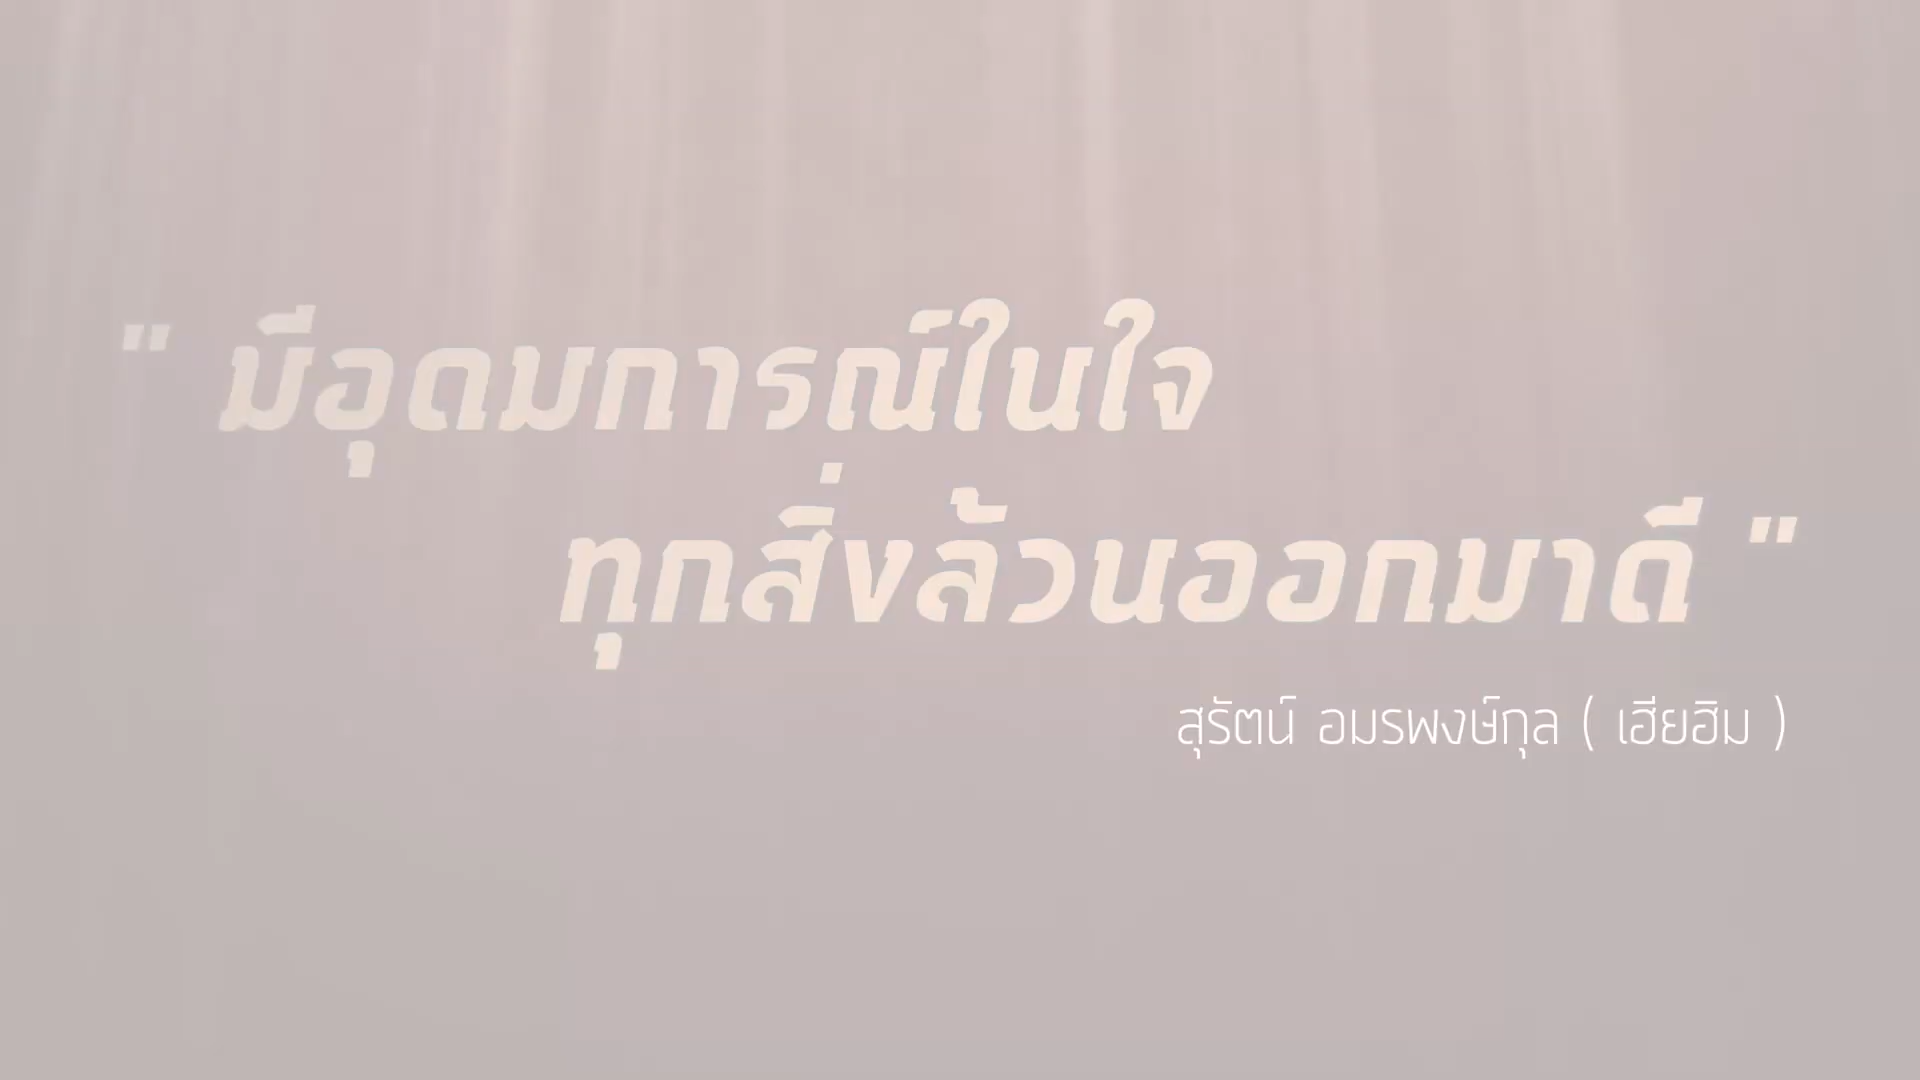 " มีอุดมการณ์ในใจ
ทุกสิ่งล้วนออกมาดี "
สุรัตน์ อมรพงษ์กุล ( เฮียฮิม )